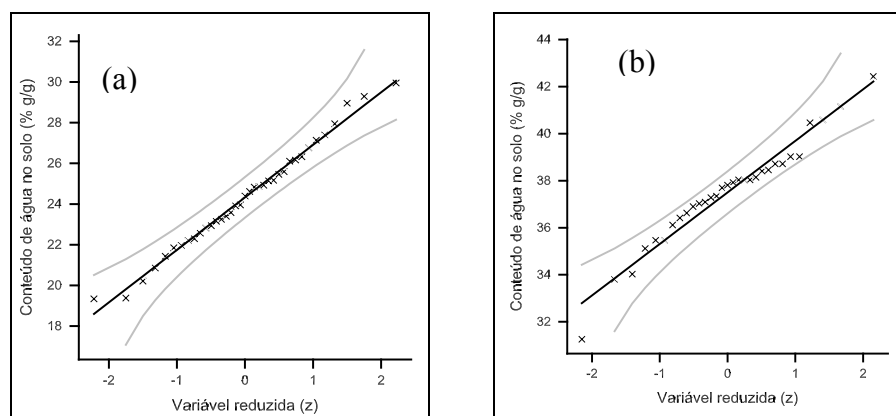 (a)
Conteúdo de água no solo (% g/g)
32
30
28
26
24
22
20
18
-2 -1 0 1 2
Variável reduzida (z)
(b)
Conteúdo de água no solo (% g/g)
44
42
40
38
36
34
32
-2 -1 0 1 2
Variável reduzida (z)